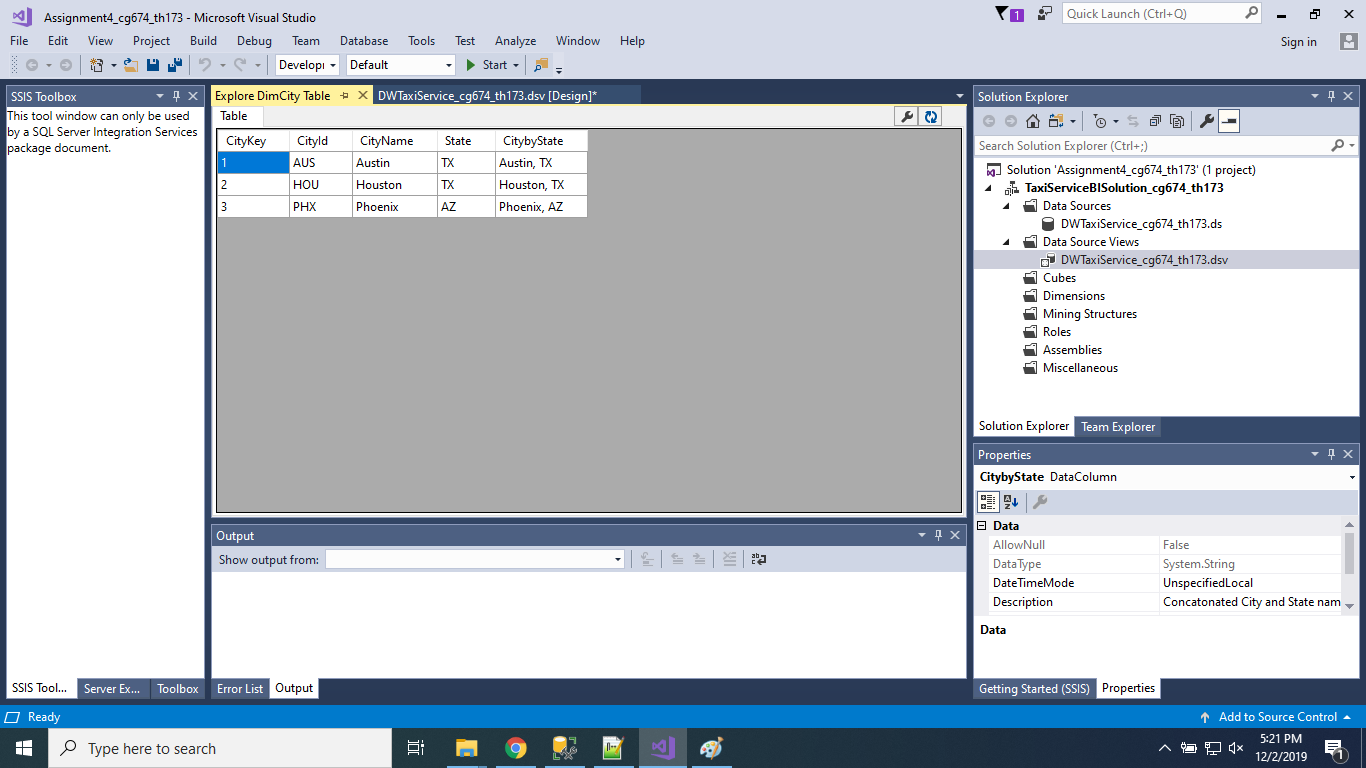 Assignment4_cg674_th173 - Microsoft Visual Studio
1
Quick Launch (Ctrl+Q)
File Edit View Project Build Debug Team Database Tools Test Analyze Window Help
Sign in
Developi Default Start
SSIS Toolbox
This tool window can only be used
by a SQL Server Integration Services
package document.
SSIS Tool... Server Ex... Toolbox
Explore DimCity Table DWTaxiService_cg674_th173.dsv [Design]*
Table
CityKey CityId CityName State CitybyState
1 AUS Austin TX Austin, TX
2 HOU Houston TX Houston, TX
3 PHX Phoenix AZ Phoenix, AZ
Output
Show output from:
Error List Output
Solution Explorer
Search Solution Explorer (Ctrl+;)
Solution 'Assignment4_cg674_th173' (1 project)
TaxiServiceBISolution_cg674_th173
Data Sources
DWTaxiService_cg674_th173.ds
Data Source Views
DWTaxiService_cg674_th173.dsv
Cubes
Dimensions
Mining Structures
Roles
Assemblies
Miscellaneous
Solution Explorer Team Explorer
Properties
CitybyState DataColumn
Data
AllowNull False
DataType System.String
DateTimeMode UnspecifiedLocal
Description Concatonated City and State nam
Data
Getting Started (SSIS) Properties
Ready
Add to Source Control
Type here to search
5:21 PM
12/2/2019
1